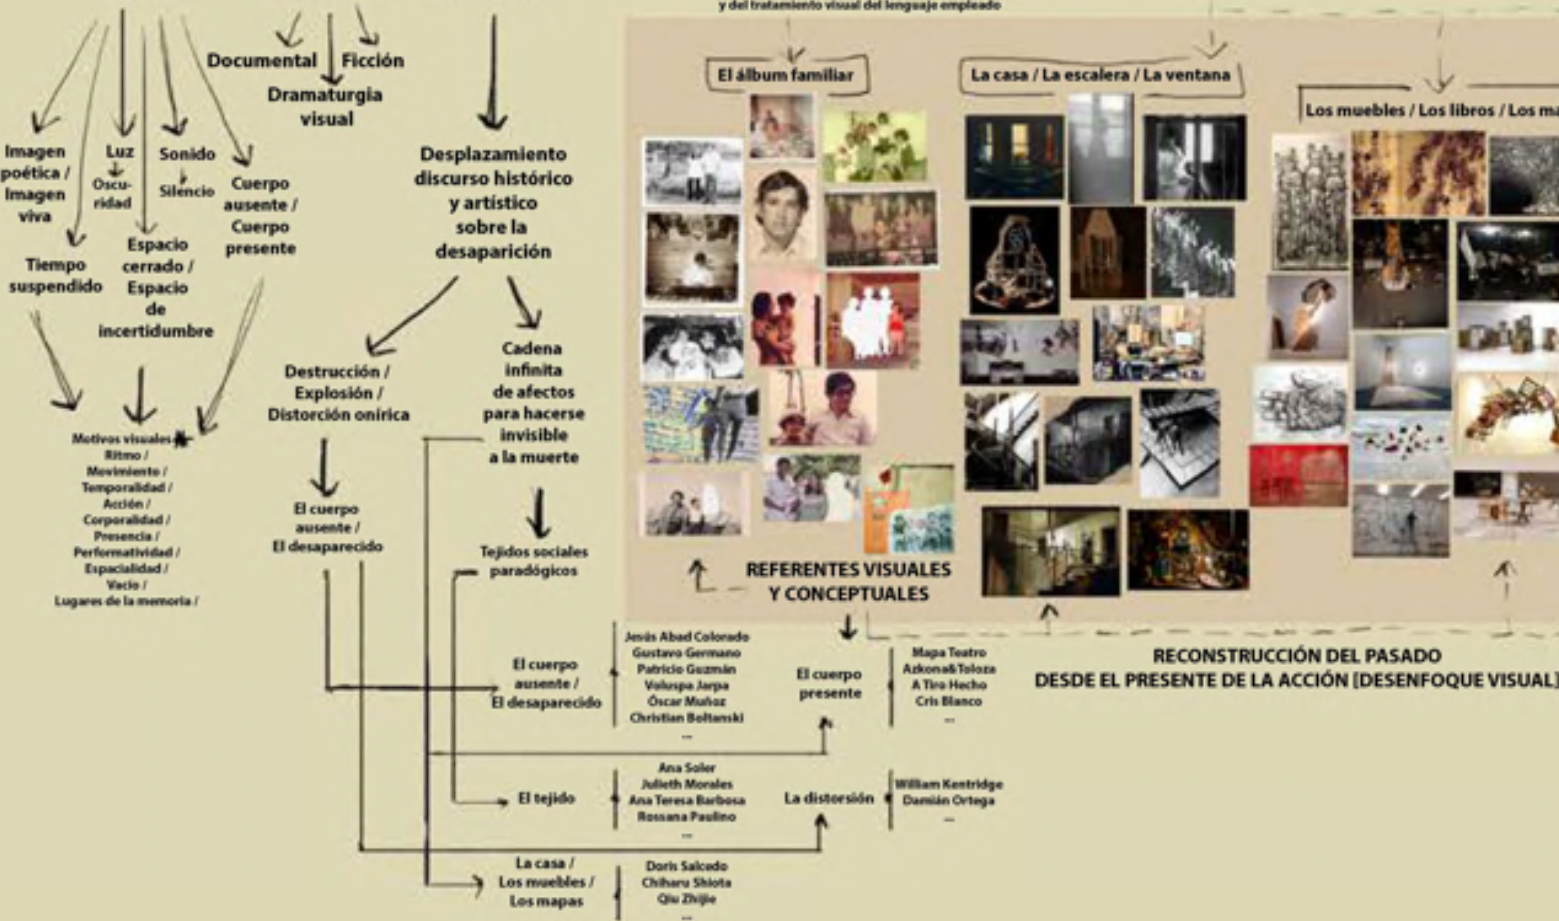 y del tratamiento visual del lenguaje empleado
Documental
Ficción
Dramaturgia
visual
Imagen
poética /
Imagen
viva
Luz
Oscu-
ridad
Sonido
Silencio
Cuerpo
ausente /
Cuerpo
presente
Tiempo
suspendido
Espacio
cerrado /
Espacio
de
incertidumbre
Motivos visuales
Ritmo /
Movimiento /
Temporalidad /
Acción /
Corporalidad /
Presencia /
Performatividad /
Espacialidad /
Vacío /
Lugares de la memoria /
Desplazamiento
discurso histórico
y artístico
sobre la
desaparición
Destrucción /
Explosión /
Distorción onírica
El cuerpo
ausente /
El desaparecido
Cadena
infinita
de afectos
para hacerse
invisible
a la muerte
Tejidos sociales
paradógicos
El álbum familiar
La casa / La escalera / La ventana
Los muebles / Los libros / Los ma
REFERENTES VISUALES
Y CONCEPTUALES
El cuerpo
ausente /
El desaparecido
Jesús Abad Colorado
Gustavo Germano
Patricio Guzmán
Voluspa Jarpa
Óscar Muñoz
Christian Boltanski
...
El cuerpo
presente
Mapa Teatro
Azkona&Toloza
A Tiro Hecho
Cris Blanco
...
RECONSTRUCCIÓN DEL PASADO
DESDE EL PRESENTE DE LA ACCIÓN [DESENFOQUE VISUAL]
El tejido
Ana Soler
Julieth Morales
Ana Teresa Barbosa
Rossana Paulino
...
La distorsión
William Kentridge
Damián Ortega
...
La casa /
Los muebles /
Los mapas
Doris Salcedo
Chiharu Shiota
Qiu Zhijie
...